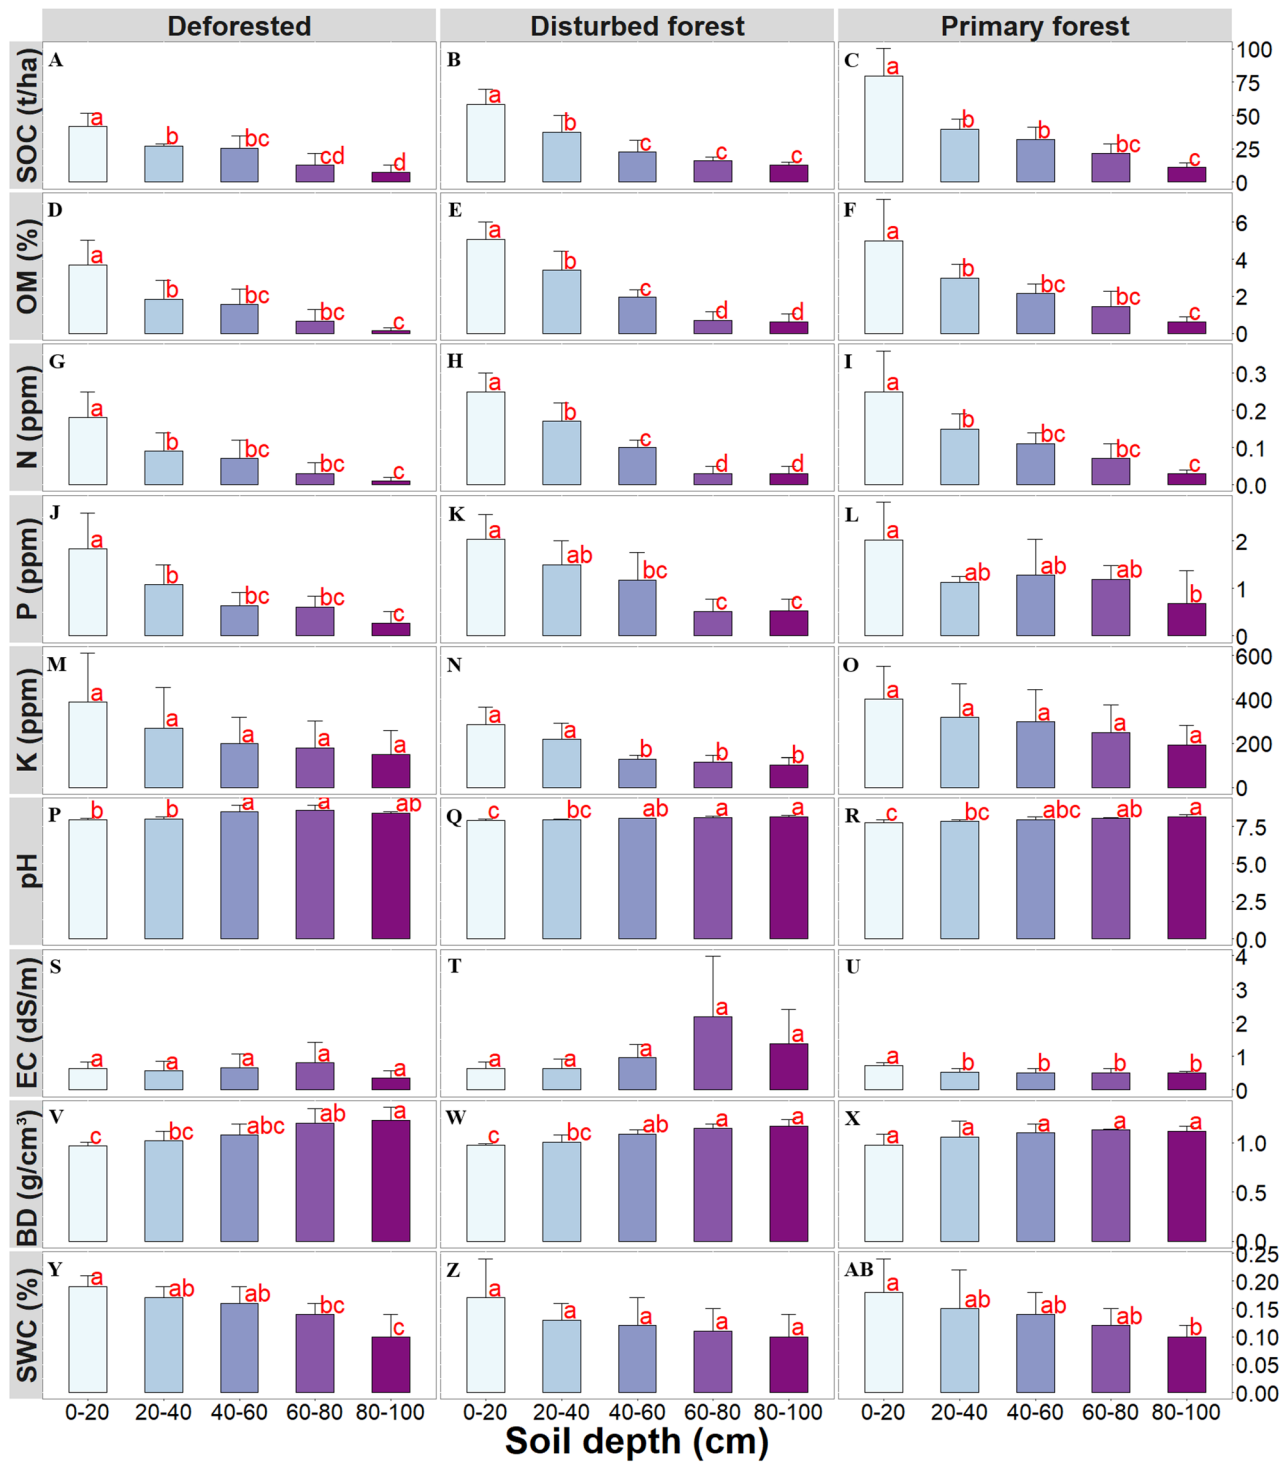 Deforested Disturbed forest Primary forest
SOC (t/ha)
A a b bc cd d
B a b c c c
C a b b bc c
100
75
50
25
0
OM (%)
D a b bc bc c
E a b c d d
F a b bc bc c
6
4
2
0
N (ppm)
G a b bc bc c
H a b c d d
I a b bc bc c
0.3
0.2
0.1
0.0
P (ppm)
J a b bc bc c
K a ab bc c c
L a ab ab ab b
2
1
0
K (ppm)
M a a a a a
N a a b b b
O a a a a a
600
400
200
0
pH
P b b a a ab
Q c bc ab a a
R c bc abc ab a
7.5
5.0
2.5
0.0
EC (dS/m)
S a a a a a
T a a a a a
U a b b b b
4
3
2
1
0
BD (g/cm³)
V c bc abc ab a
W c bc ab a a
X a a a a a
1.0
0.5
0.0
SWC (%)
Y a ab ab bc c
Z a a a a a
AB a ab ab ab b
0.25
0.20
0.15
0.10
0.05
0.00
0-20 20-40 40-60 60-80 80-100 0-20 20-40 40-60 60-80 80-100 0-20 20-40 40-60 60-80 80-100
Soil depth (cm)